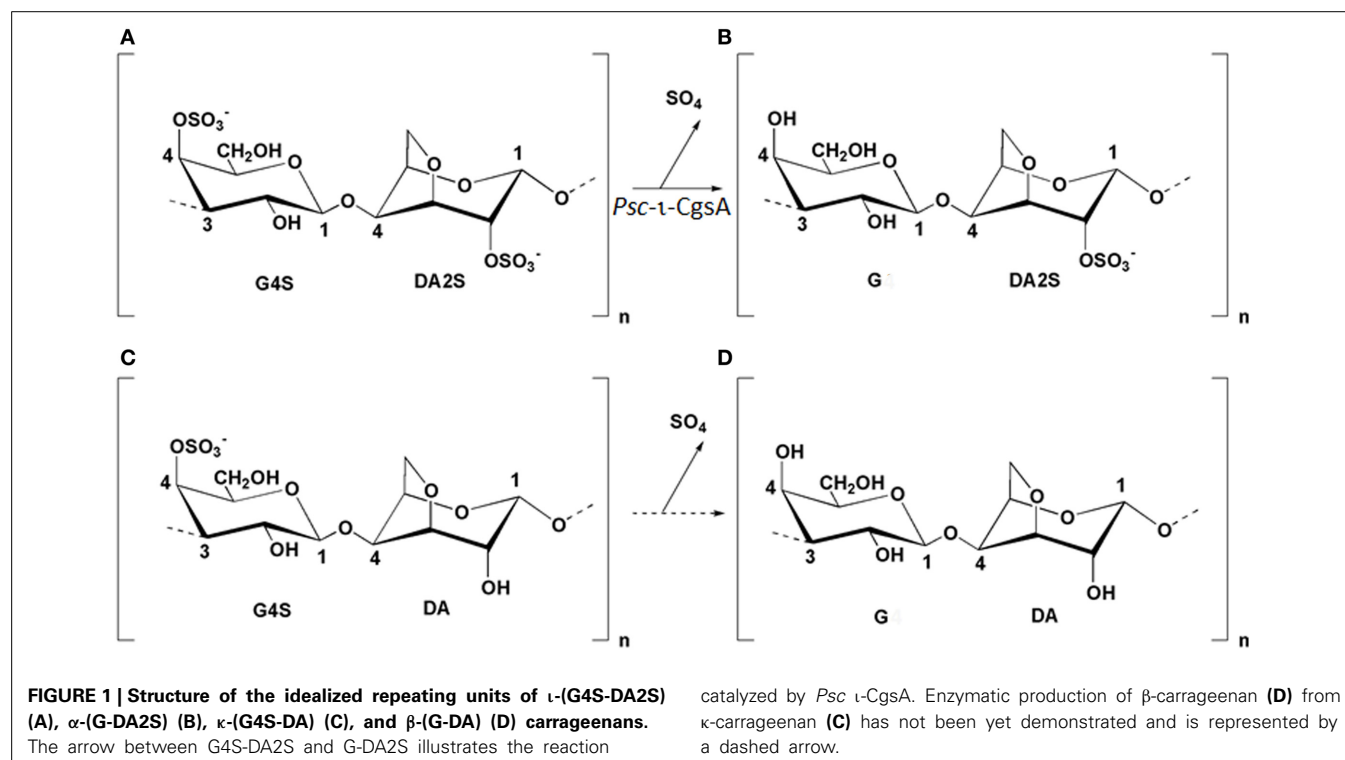 A
B
SO₄
OSO₃⁻
4
CH₂OH
O
O
O
O
1
O
3
OH
1
4
OSO₃⁻
G4S
DA2S
n
Psc-ι-CgsA
OH
4
CH₂OH
O
O
O
O
1
O
3
OH
1
4
OSO₃⁻
G
DA2S
n
C
D
SO₄
OSO₃⁻
4
CH₂OH
O
O
O
O
1
O
3
OH
1
4
OH
G4S
DA
n
OH
4
CH₂OH
O
O
O
O
1
O
3
OH
1
4
OH
G
DA
n
FIGURE 1 | Structure of the idealized repeating units of ι-(G4S-DA2S)
(A), α-(G-DA2S) (B), κ-(G4S-DA) (C), and β-(G-DA) (D) carrageenans.
The arrow between G4S-DA2S and G-DA2S illustrates the reaction
catalyzed by Psc ι-CgsA. Enzymatic production of β-carrageenan (D) from
κ-carrageenan (C) has not been yet demonstrated and is represented by
a dashed arrow.